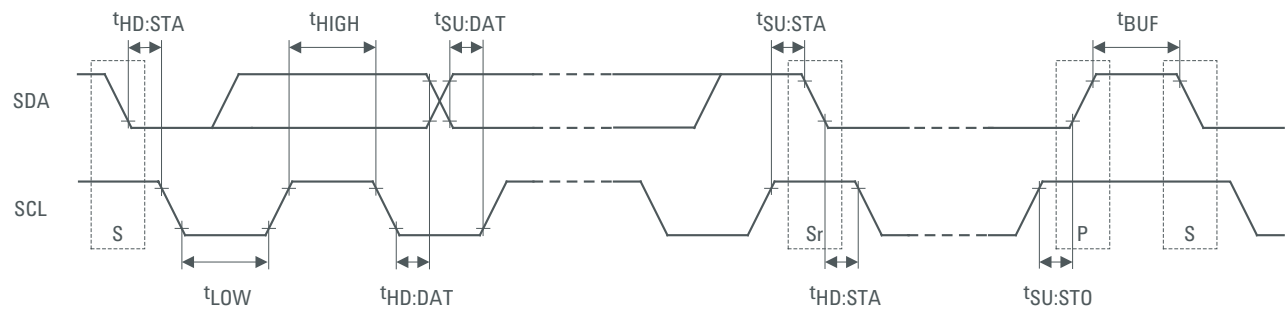 tHD:STA tHIGH tSU:DAT tSU:STA tBUF
SDA
SCL
S Sr P S
tLOW tHD:DAT tHD:STA tSU:STO